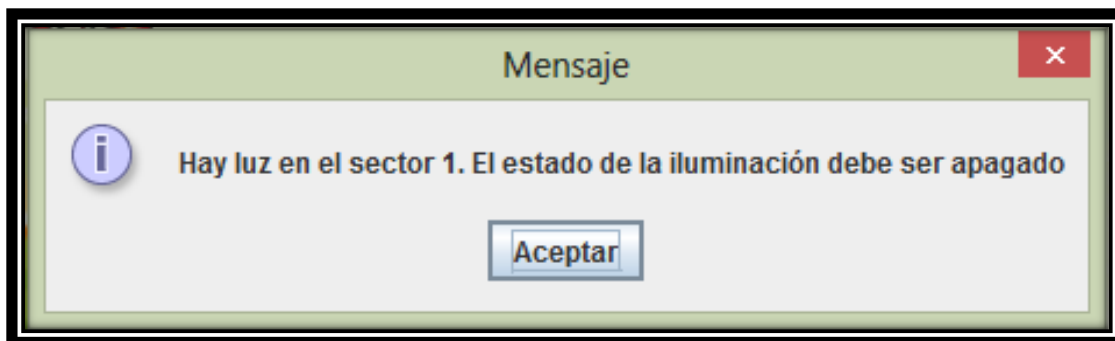 Mensaje
Hay luz en el sector 1. El estado de la iluminación debe ser apagado
Aceptar